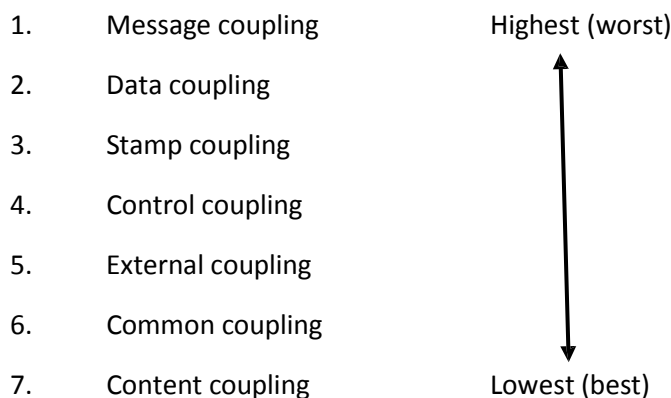 1. Message coupling Highest (worst)
2. Data coupling
3. Stamp coupling
4. Control coupling
5. External coupling
6. Common coupling
7. Content coupling Lowest (best)